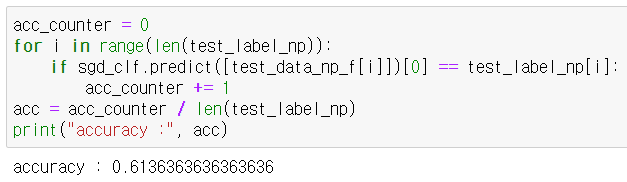 acc_counter = 0
for i in range(len(test_label_np)):
    if sgd_clf.predict([test_data_np_f[i]])[0] == test_label_np[i]:
        acc_counter += 1
acc = acc_counter / len(test_label_np)
print("accuracy :", acc)
accuracy : 0.6136363636363636